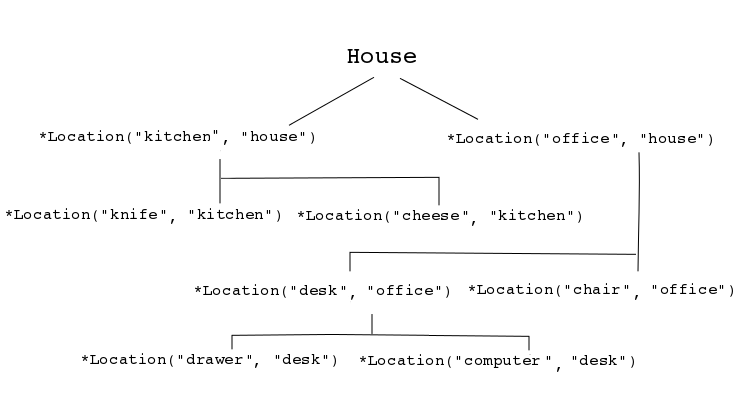 House
*Location("kitchen", "house")
*Location("office", "house")
*Location("knife", "kitchen")
*Location("cheese", "kitchen")
*Location("desk", "office")
*Location("chair", "office")
*Location("drawer", "desk")
*Location("computer", "desk")